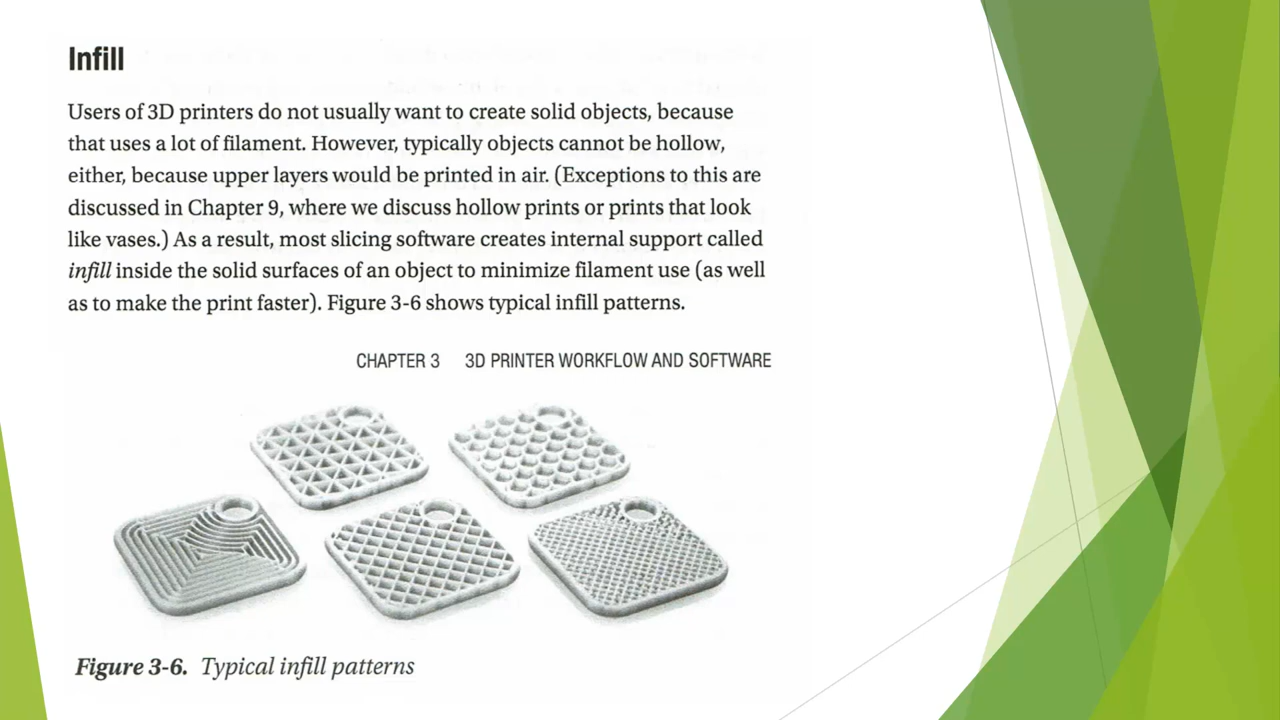 Infill
Users of 3D printers do not usually want to create solid objects, because
that uses a lot of filament. However, typically objects cannot be hollow,
either, because upper layers would be printed in air. (Exceptions to this are
discussed in Chapter 9, where we discuss hollow prints or prints that look
like vases.) As a result, most slicing software creates internal support called
infill inside the solid surfaces of an object to minimize filament use (as well
as to make the print faster). Figure 3-6 shows typical infill patterns.
CHAPTER 3 3D PRINTER WORKFLOW AND SOFTWARE
Figure 3-6. Typical infill patterns